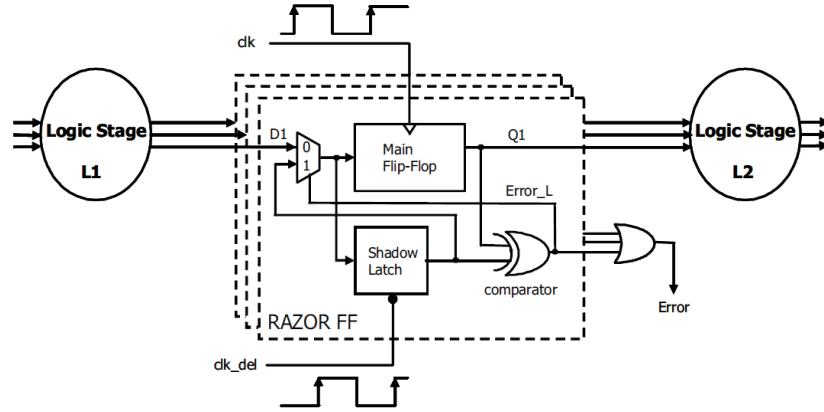 clk
Logic Stage
L1
D1
0
1
Main
Flip-Flop
Q1
Logic Stage
L2
Error_L
Shadow
Latch
comparator
RAZOR FF
Error
clk_del